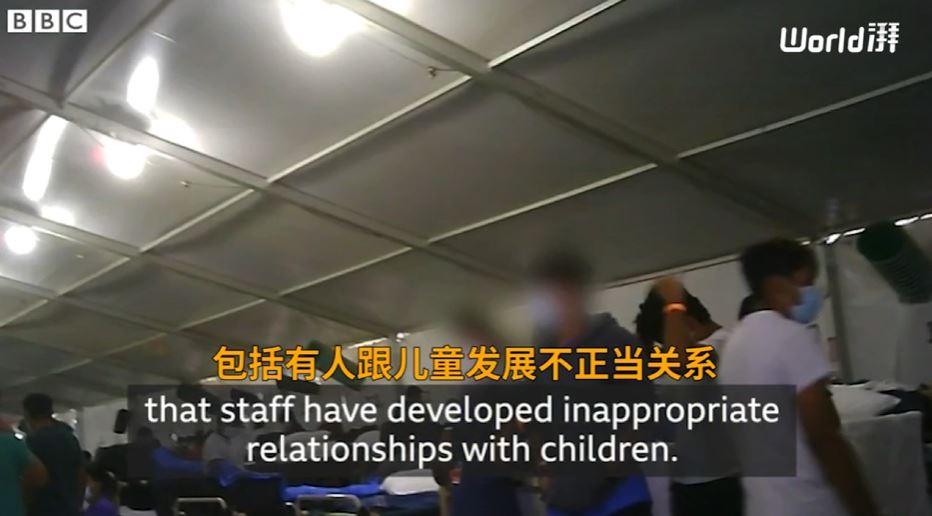 BBC
World湃
包括有人跟儿童发展不正当关系
that staff have developed inappropriate
relationships with children.